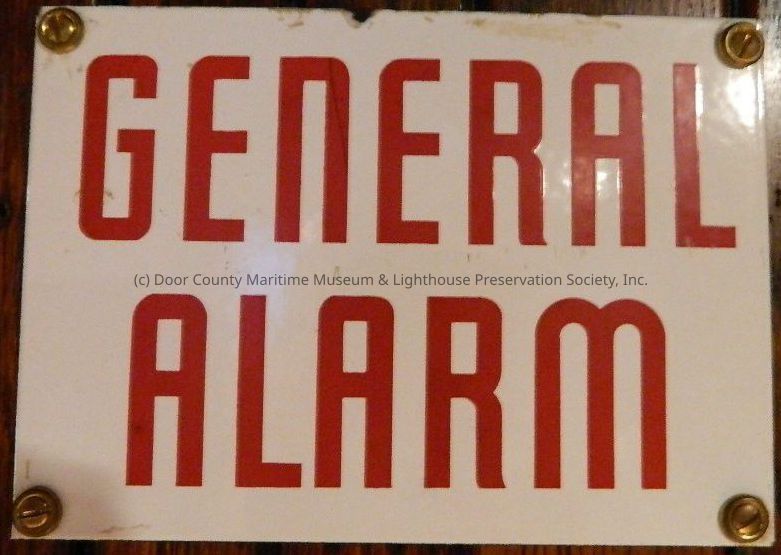 GENERAL
(c) Door County Maritime Museum & Lighthouse Preservation Society, Inc.
ALARM